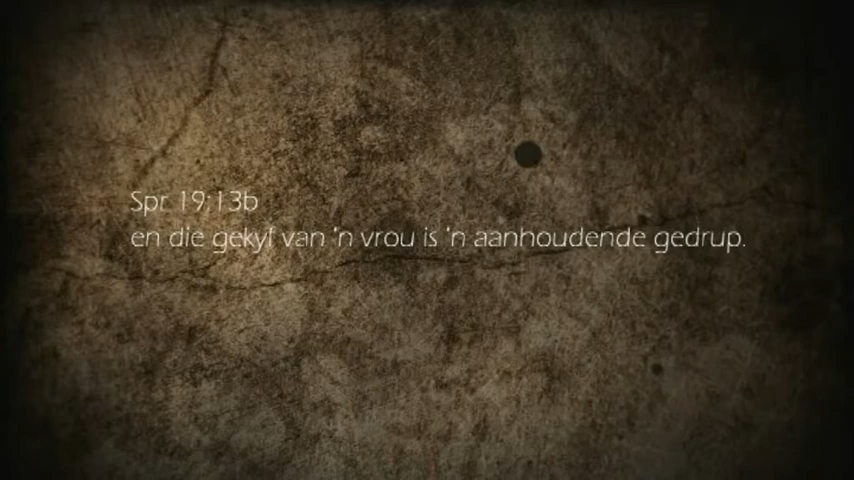 Spr 19:13b
en die gekyf van 'n vrou is 'n aanhoudende gedrup.